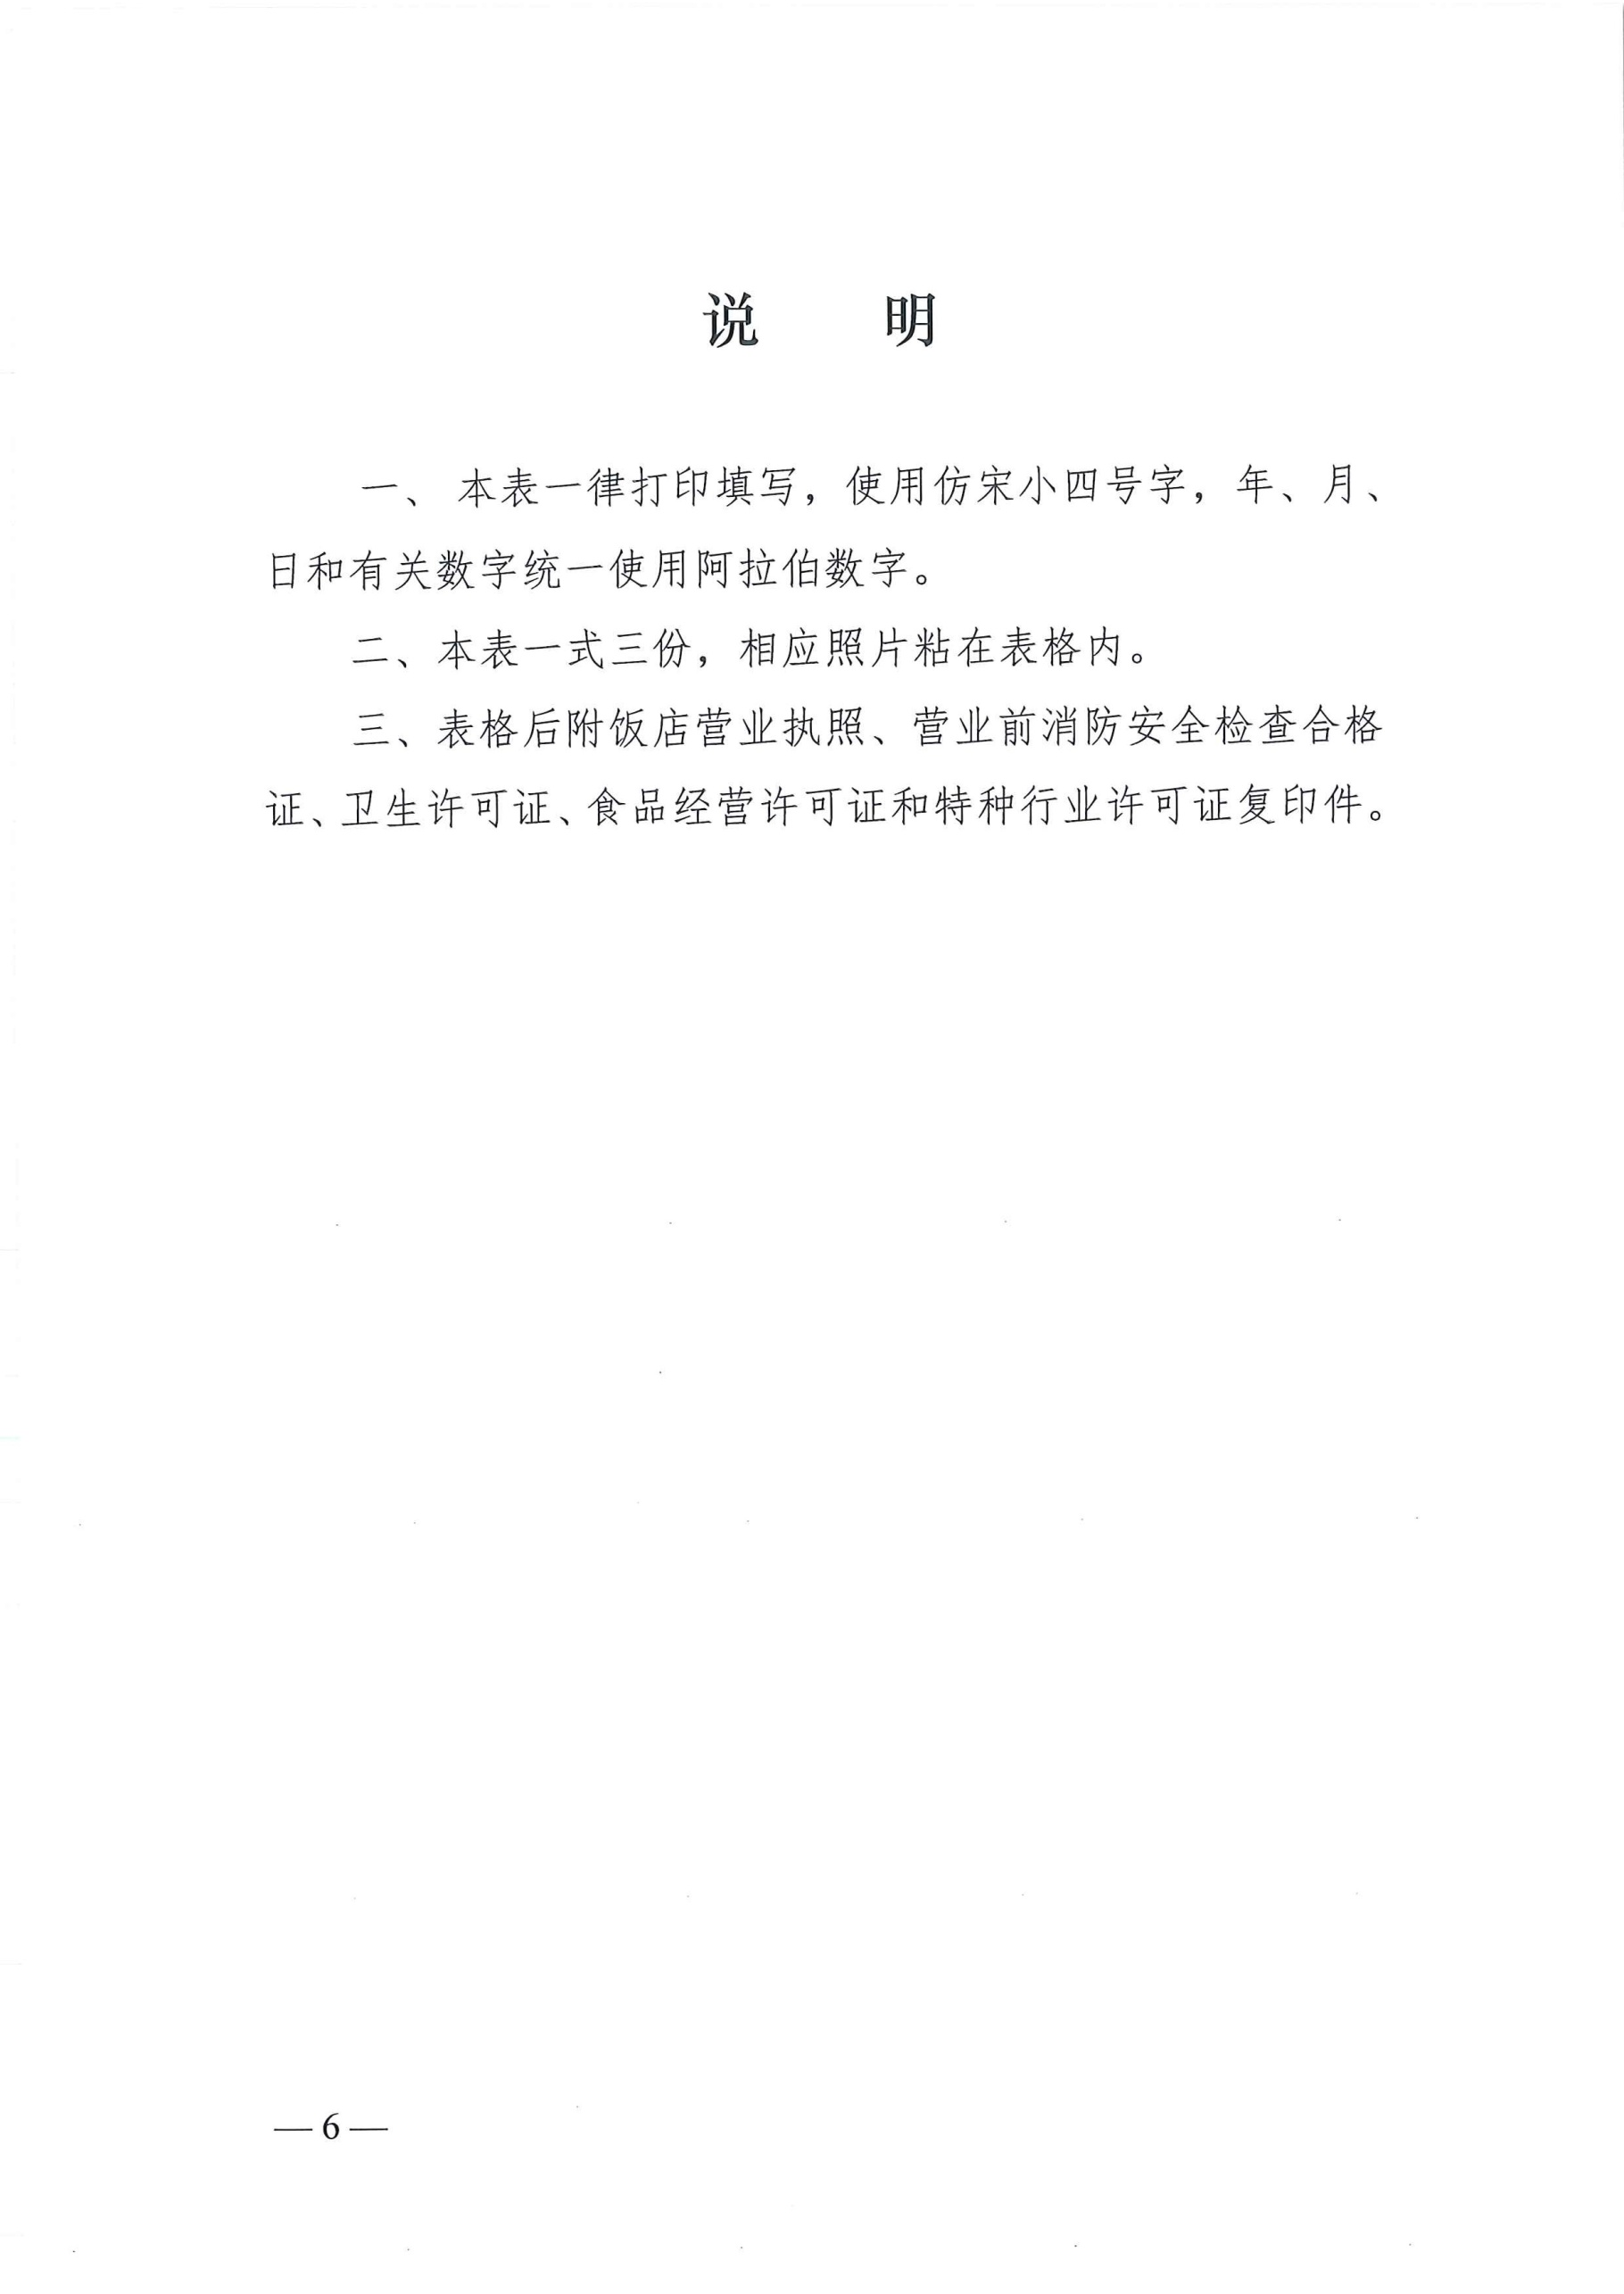 说 明
一、 本表一律打印填写，使用仿宋小四号字，年、月、
日和有关数字统一使用阿拉伯数字。
二、本表一式三份，相应照片粘在表格内。
三、表格后附饭店营业执照、营业前消防安全检查合格
证、卫生许可证、食品经营许可证和特种行业许可证复印件。
— 6 —